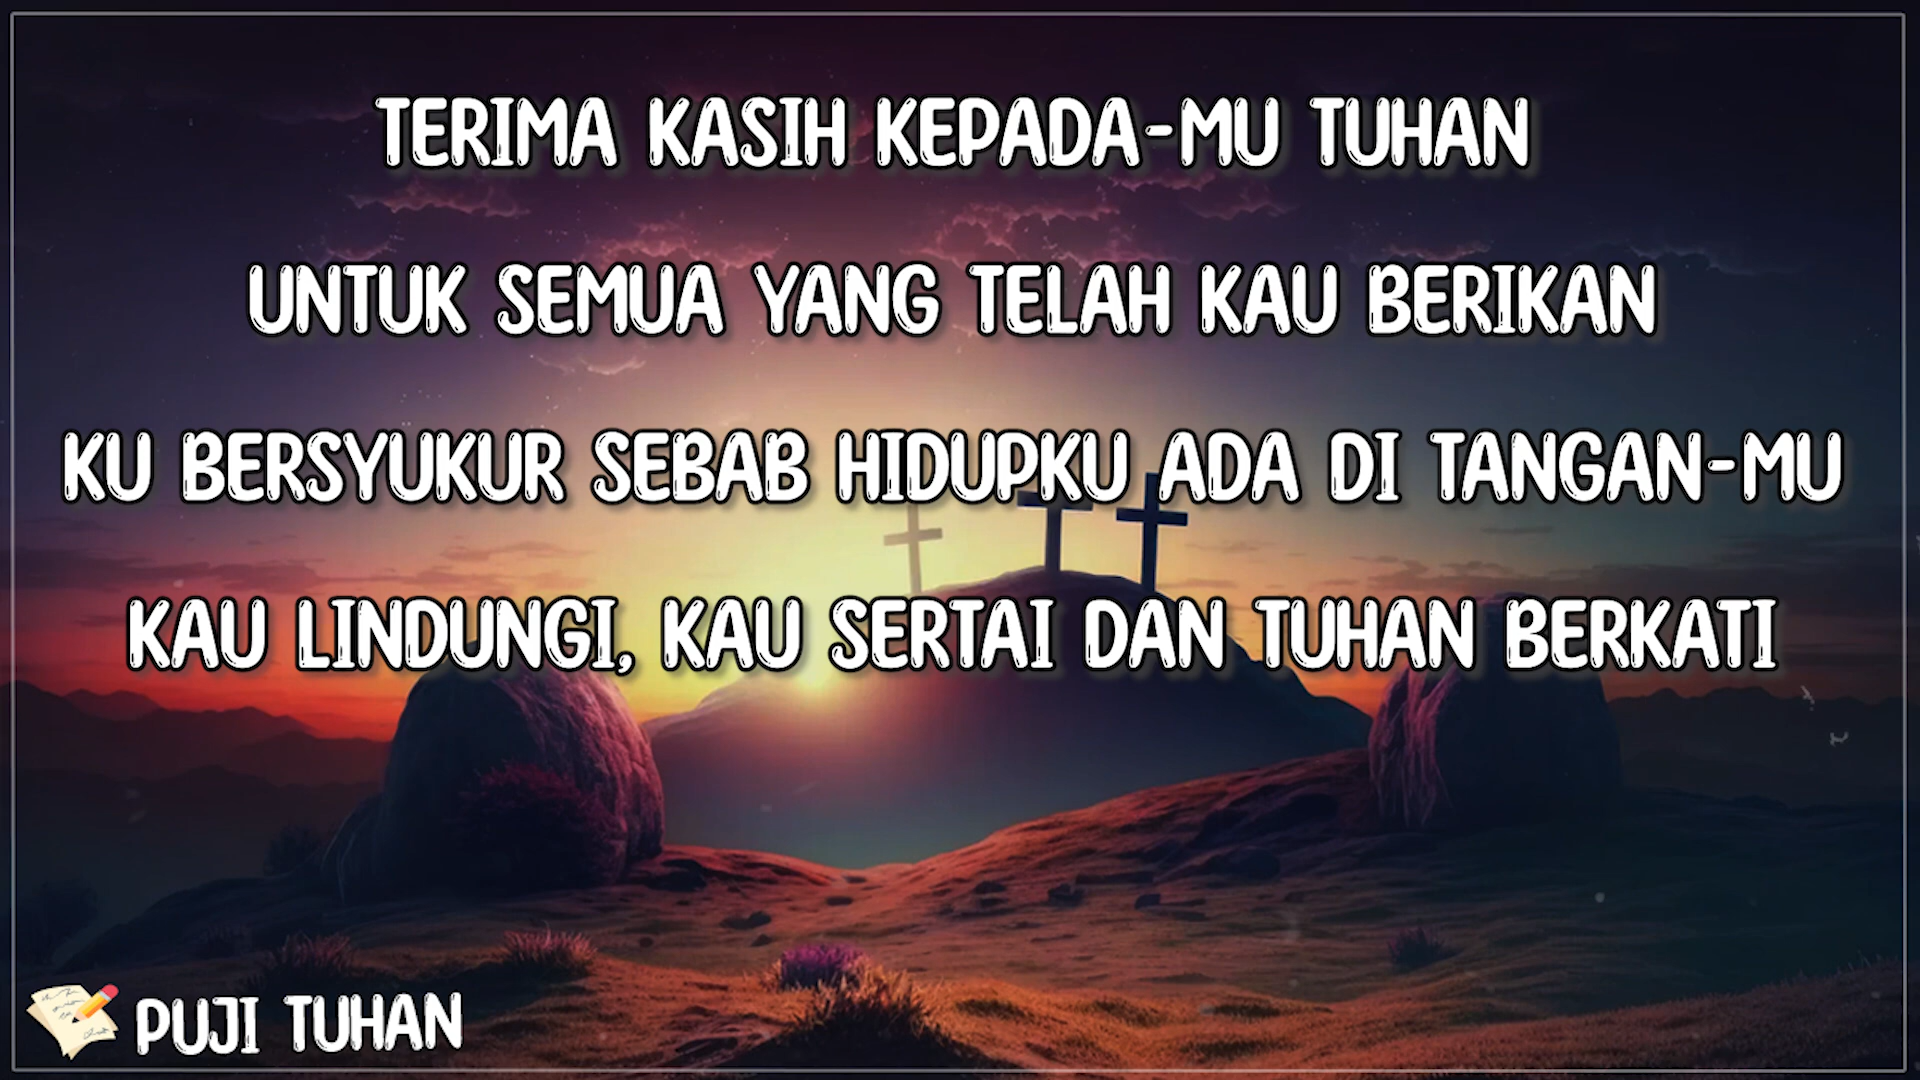 TERIMA KASIH KEPADA-MU TUHAN
UNTUK SEMUA YANG TELAH KAU BERIKAN
KU BERSYUKUR SEBAB HIDUPKU ADA DI TANGAN-MU
KAU LINDUNGI, KAU SERTAI DAN TUHAN BERKATI
PUJI TUHAN